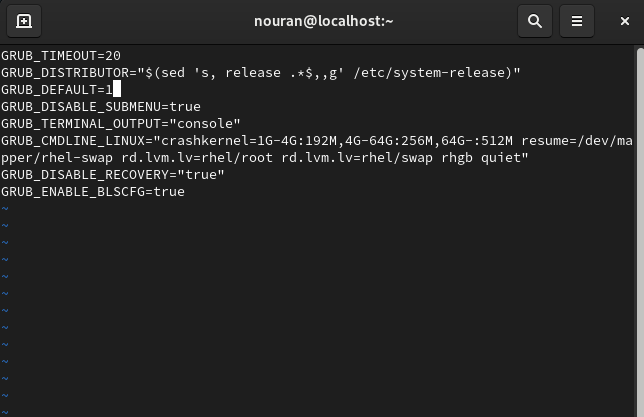 nouran@localhost:~
GRUB_TIMEOUT=20
GRUB_DISTRIBUTOR="$(sed 's, release .*$,,g' /etc/system-release)"
GRUB_DEFAULT=1
GRUB_DISABLE_SUBMENU=true
GRUB_TERMINAL_OUTPUT="console"
GRUB_CMDLINE_LINUX="crashkernel=1G-4G:192M,4G-64G:256M,64G-:512M resume=/dev/ma
pper/rhel-swap rd.lvm.lv=rhel/root rd.lvm.lv=rhel/swap rhgb quiet"
GRUB_DISABLE_RECOVERY="true"
GRUB_ENABLE_BLSCFG=true
~
~
~
~
~
~
~
~
~
~
~
~
~